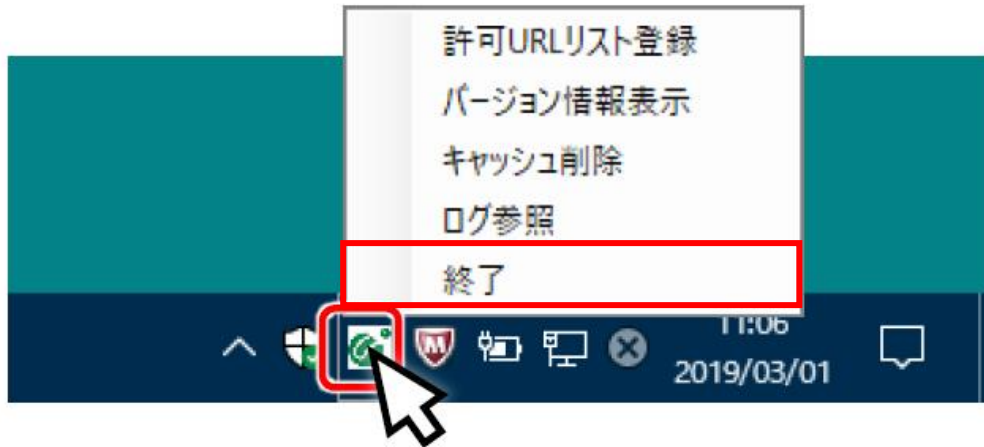 許可URLリスト登録
バージョン情報表示
キャッシュ削除
ログ参照
終了
11:06
2019/03/01